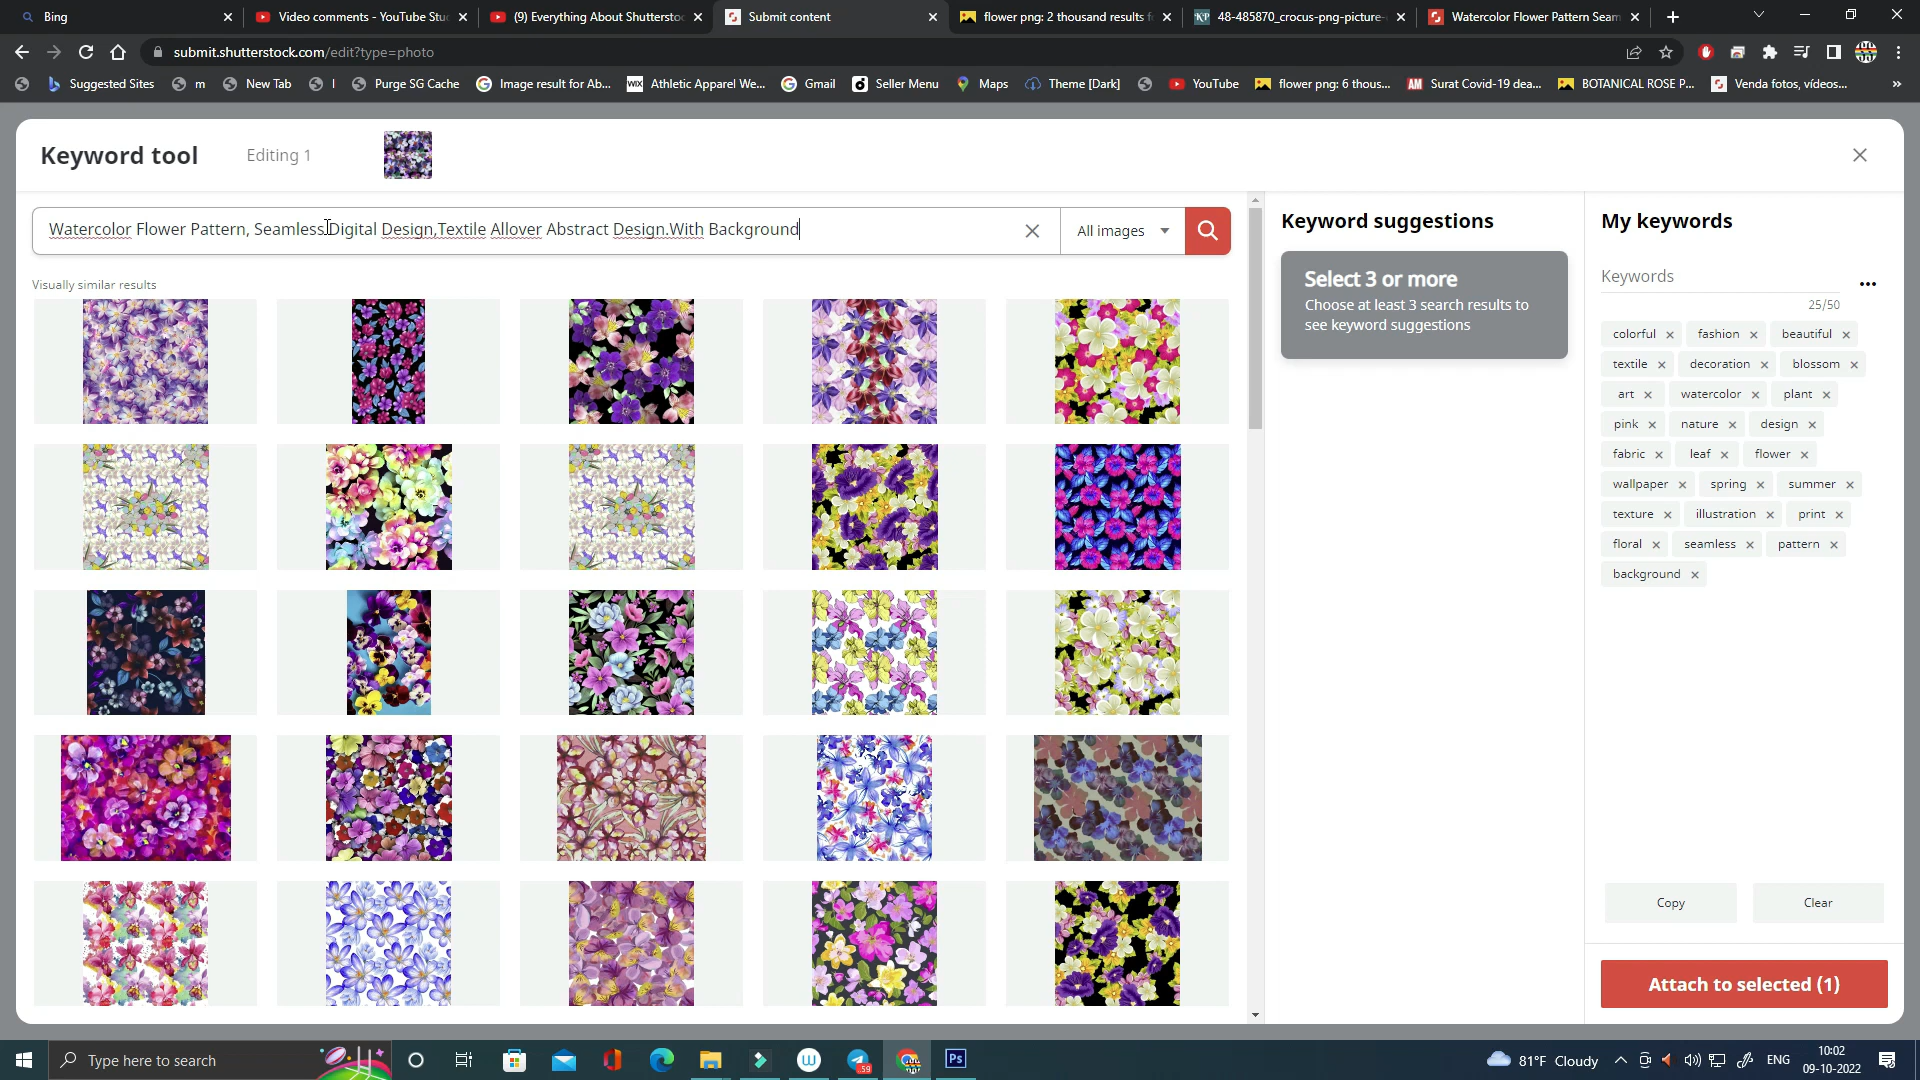 Bing
Video comments - YouTube Stu
(9) Everything About Shuttersto
Submit content
flower png: 2 thousand results f
48-485870_crocus-png-picture-
Watercolor Flower Pattern Seam
submit.shutterstock.com/edit?type=photo
Suggested Sites
m
New Tab
I
Purge SG Cache
Image result for Ab...
WIX
Athletic Apparel We...
Gmail
Seller Menu
Maps
Theme [Dark]
YouTube
flower png: 6 thous...
AM
Surat Covid-19 dea...
BOTANICAL ROSE P...
Venda fotos, vídeos...
»
Keyword tool
Editing 1
Watercolor Flower Pattern, Seamless,Digital Design,Textile Allover Abstract Design.With Background
All images
Visually similar results
Keyword suggestions
Select 3 or more
Choose at least 3 search results to
see keyword suggestions
My keywords
Keywords
25/50
colorful × fashion × beautiful ×
textile × decoration × blossom ×
art × watercolor × plant ×
pink × nature × design ×
fabric × leaf × flower ×
wallpaper × spring × summer ×
texture × illustration × print ×
floral × seamless × pattern ×
background ×
Copy
Clear
Attach to selected (1)
Type here to search
59
Ps
81°F Cloudy
ENG
10:02
09-10-2022